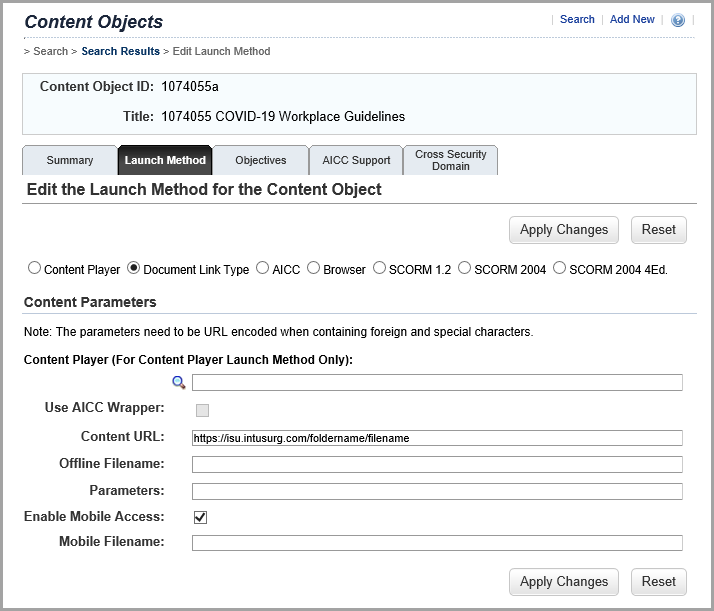 Content Objects
Search Add New ?
> Search > Search Results > Edit Launch Method
Content Object ID: 1074055a
Title: 1074055 COVID-19 Workplace Guidelines
Summary Launch Method Objectives AICC Support Cross Security
Domain
Edit the Launch Method for the Content Object
Apply Changes Reset
Content Player Document Link Type AICC Browser SCORM 1.2 SCORM 2004 SCORM 2004 4Ed.
Content Parameters
Note: The parameters need to be URL encoded when containing foreign and special characters.
Content Player (For Content Player Launch Method Only):
Use AICC Wrapper:
Content URL: https://isu.intusurg.com/foldername/filename
Offline Filename:
Parameters:
Enable Mobile Access:
Mobile Filename:
Apply Changes Reset